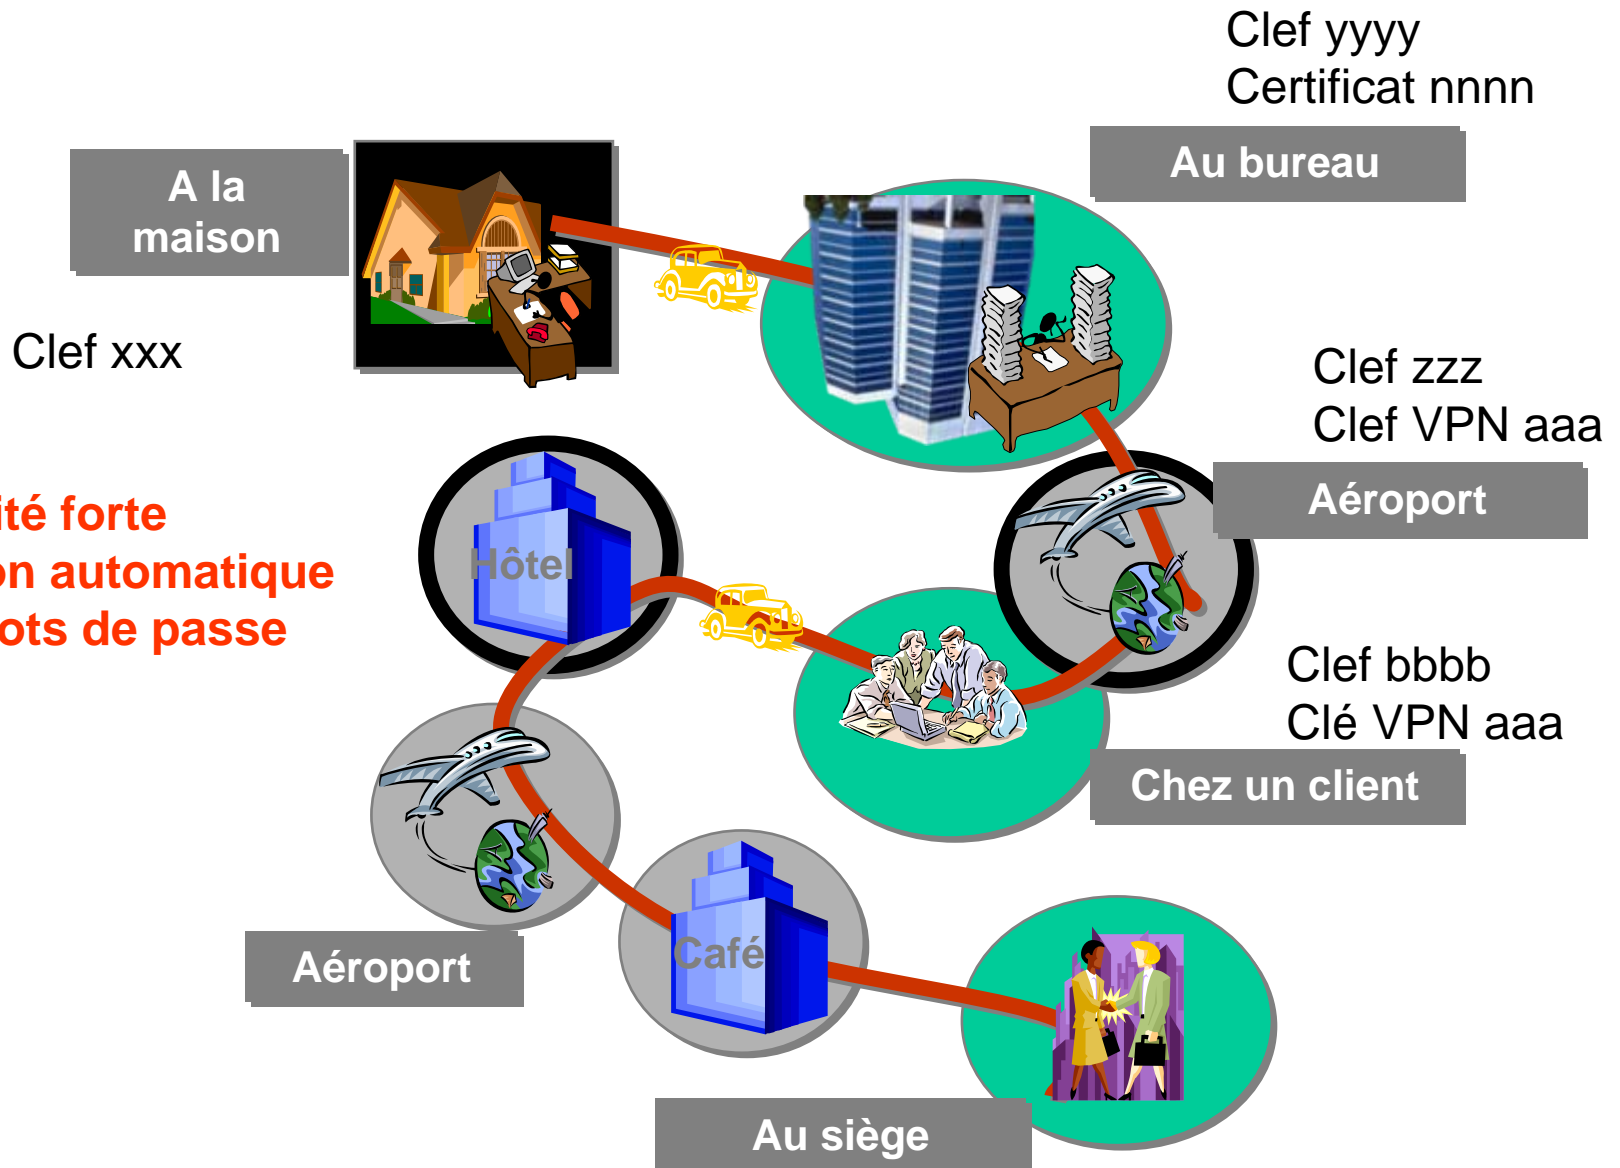 Clef yyyy
Certificat nnnn
Au bureau
A la
maison
Clef xxx
Clef zzz
Clef VPN aaa
Aéroport
ité forte
on automatique
ots de passe
Hôtel
Clef bbbb
Clé VPN aaa
Chez un client
Aéroport
Café
Au siège